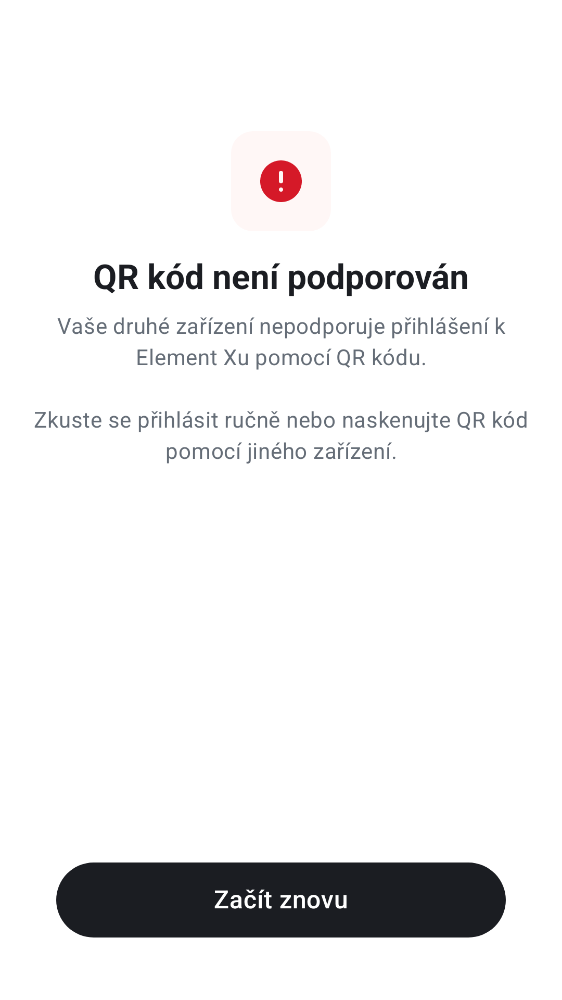 QR kód není podporován
Vaše druhé zařízení nepodporuje přihlášení k
Element Xu pomocí QR kódu.
Zkuste se přihlásit ručně nebo naskenujte QR kód
pomocí jiného zařízení.
Začít znovu